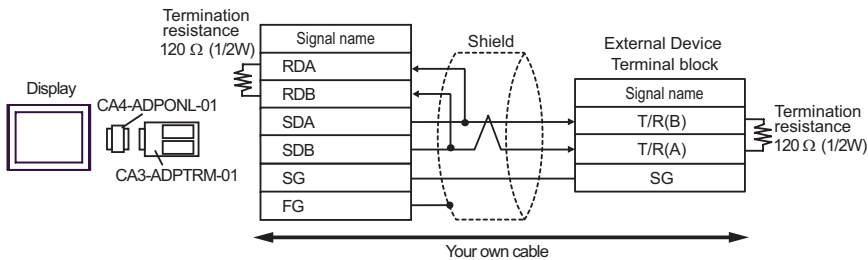 Display
CA4-ADPONL-01
CA3-ADPTRM-01
Termination
resistance
120 Ω (1/2W)
Signal name
RDA
RDB
SDA
SDB
SG
FG
Shield
External Device
Terminal block
Signal name
T/R(B)
T/R(A)
SG
Termination
resistance
120 Ω (1/2W)
Your own cable